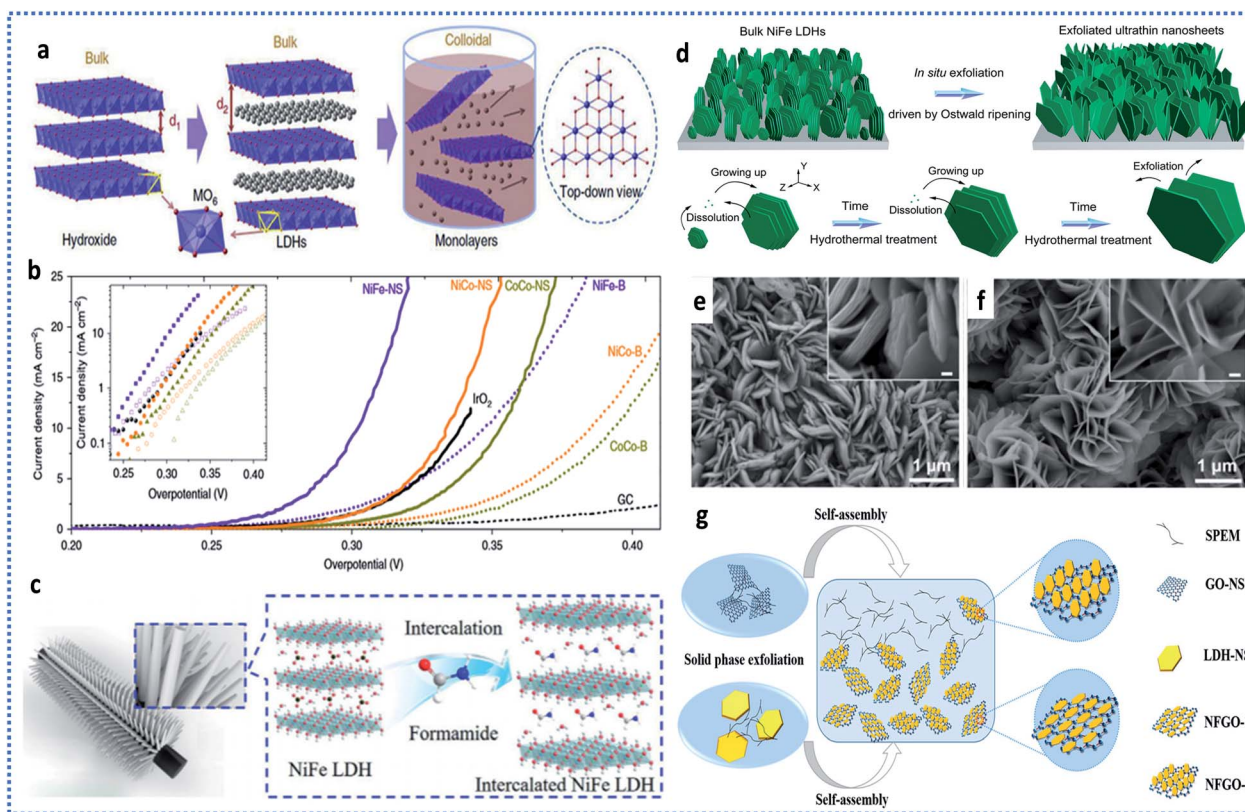 a
Bulk
Bulk
Colloidal
d₁
d₂
MO₆
Hydroxide
LDHs
Monolayers
Top-down view
b
Current density (mA cm⁻²)
25
20
15
10
5
0
0.20
0.25
0.30
0.35
0.40
Overpotential (V)
NiFe-NS
NiCo-NS
CoCo-NS
NiFe-B
NiCo-B
CoCo-B
IrO₂
GC
Current density (mA cm⁻²)
10
1
0.1
0.25
0.30
0.35
0.40
Overpotential (V)
c
Intercalation
Formamide
NiFe LDH
Intercalated NiFe LDH
d
Bulk NiFe LDHs
Exfoliated ultrathin nanosheets
In situ exfoliation
driven by Ostwald ripening
Growing up
Dissolution
Y
Z
X
Time
Hydrothermal treatment
Growing up
Dissolution
Time
Hydrothermal treatment
Exfoliation
e
1 μm
f
1 μm
g
Self-assembly
Solid phase exfoliation
Self-assembly
SPEM
GO-NS
LDH-NS
NFGO-
NFGO-